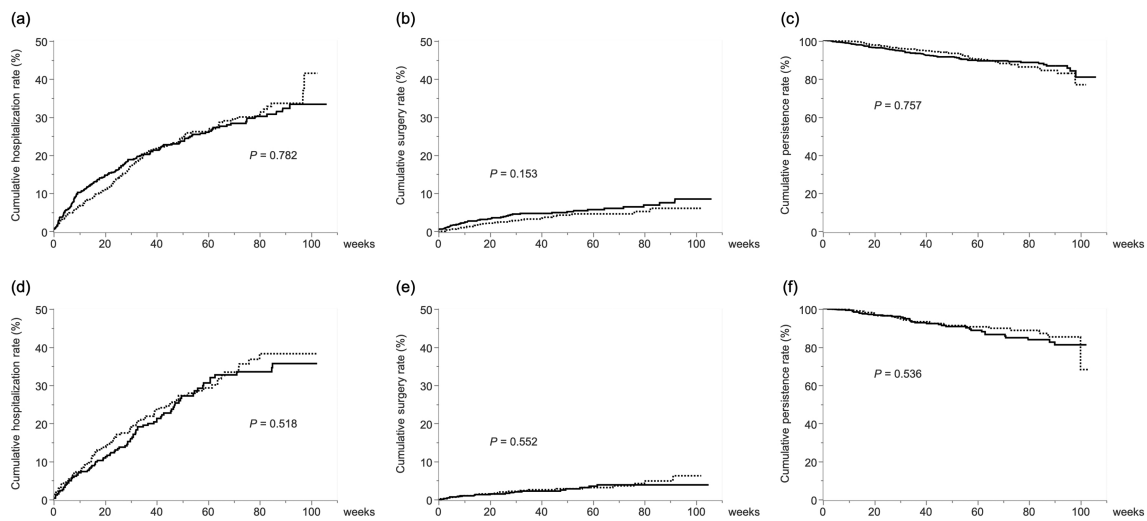 (a)
Cumulative hospitalization rate (%)
50
40
30
20
10
0
P = 0.782
0 20 40 60 80 100 weeks
(b)
Cumulative surgery rate (%)
50
40
30
20
10
0
P = 0.153
0 20 40 60 80 100 weeks
(c)
Cumulative persistence rate (%)
100
80
60
40
20
0
P = 0.757
0 20 40 60 80 100 weeks
(d)
Cumulative hospitalization rate (%)
50
40
30
20
10
0
P = 0.518
0 20 40 60 80 100 weeks
(e)
Cumulative surgery rate (%)
50
40
30
20
10
0
P = 0.552
0 20 40 60 80 100 weeks
(f)
Cumulative persistence rate (%)
100
80
60
40
20
0
P = 0.536
0 20 40 60 80 100 weeks